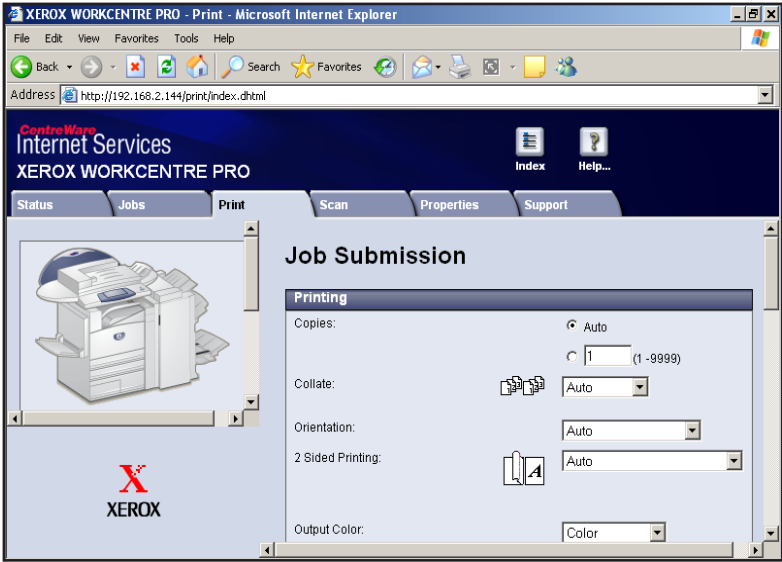 XEROX WORKCENTRE PRO - Print - Microsoft Internet Explorer
File Edit View Favorites Tools Help
Back Search Favorites
Address http://192.168.2.144/print/index.dhtml
CentreWare
Internet Services
XEROX WORKCENTRE PRO
Index Help...
Status Jobs Print Scan Properties Support
Job Submission
Printing
Copies: Auto
1 (1 -9999)
Collate: Auto
Orientation: Auto
2 Sided Printing: Auto
A
Output Color: Color
X
XEROX